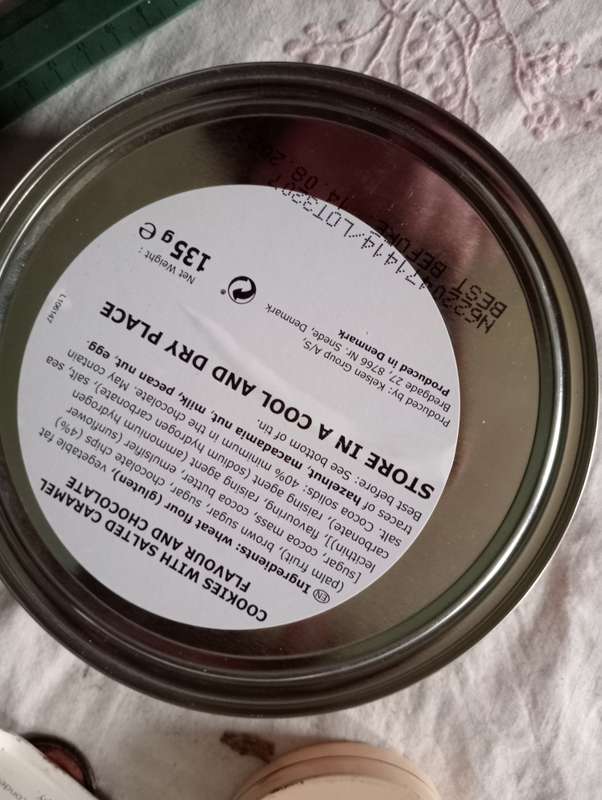 COOKIES WITH SALTED CARAMEL
FLAVOUR AND CHOCOLATE
EN Ingredients: wheat flour (gluten), vegetable fat
(palm fruit), brown sugar, sugar, chocolate chips (4%)
[sugar, cocoa mass, cocoa butter, emulsifier (sunflower
lecithin)], flavouring, raising agent (ammonium hydrogen
carbonate), raising agent (sodium hydrogen carbonate), salt, sea
salt. Cocoa solids: 40% minimum in the chocolate. May contain
traces of hazelnut, macadamia nut, milk, pecan nut, egg.
Best before: See bottom of tin.
STORE IN A COOL AND DRY PLACE
Produced by: Kelsen Group A/S,
Bredgade 27, 8766 Nr. Snede, Denmark
Produced in Denmark
Net Weight:
135 g e
L106147
BEST BEFORE: 14.08.